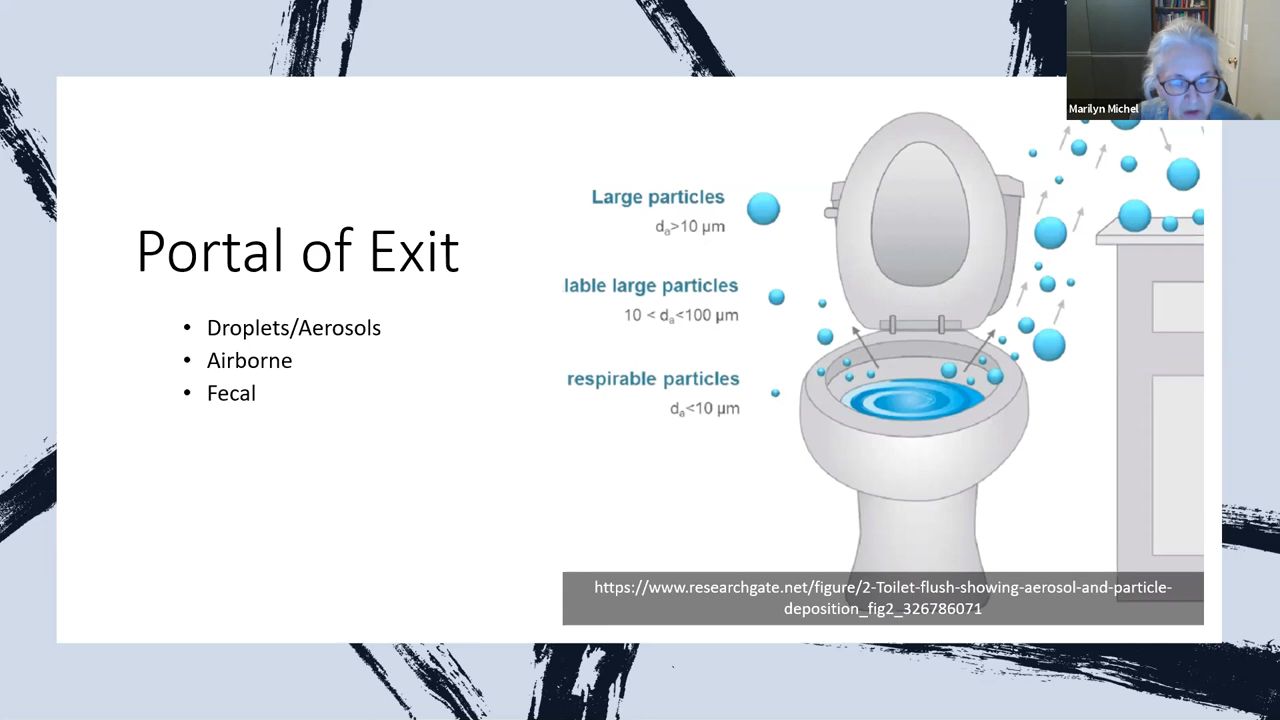 Marilyn Michel
Portal of Exit
• Droplets/Aerosols
• Airborne
• Fecal
Large particles
dₐ>10 µm
lable large particles
10 < dₐ<100 µm
respirable particles
dₐ<10 µm
https://www.researchgate.net/figure/2-Toilet-flush-showing-aerosol-and-particle-
deposition_fig2_326786071